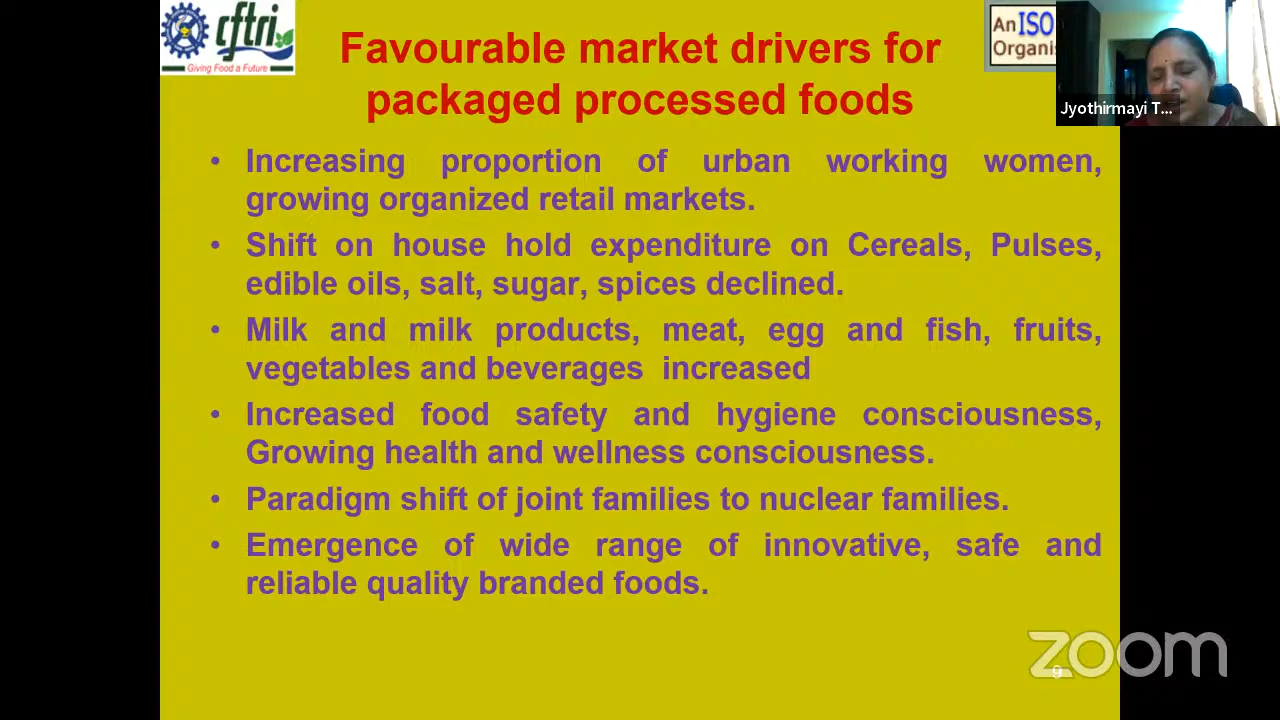 cftri
Giving Food a Future
Favourable market drivers for
packaged processed foods
An ISO
Organis
Jyothirmayi T...
• Increasing proportion of urban working women,
growing organized retail markets.
• Shift on house hold expenditure on Cereals, Pulses,
edible oils, salt, sugar, spices declined.
• Milk and milk products, meat, egg and fish, fruits,
vegetables and beverages increased
• Increased food safety and hygiene consciousness,
Growing health and wellness consciousness.
• Paradigm shift of joint families to nuclear families.
• Emergence of wide range of innovative, safe and
reliable quality branded foods.
zoom
9